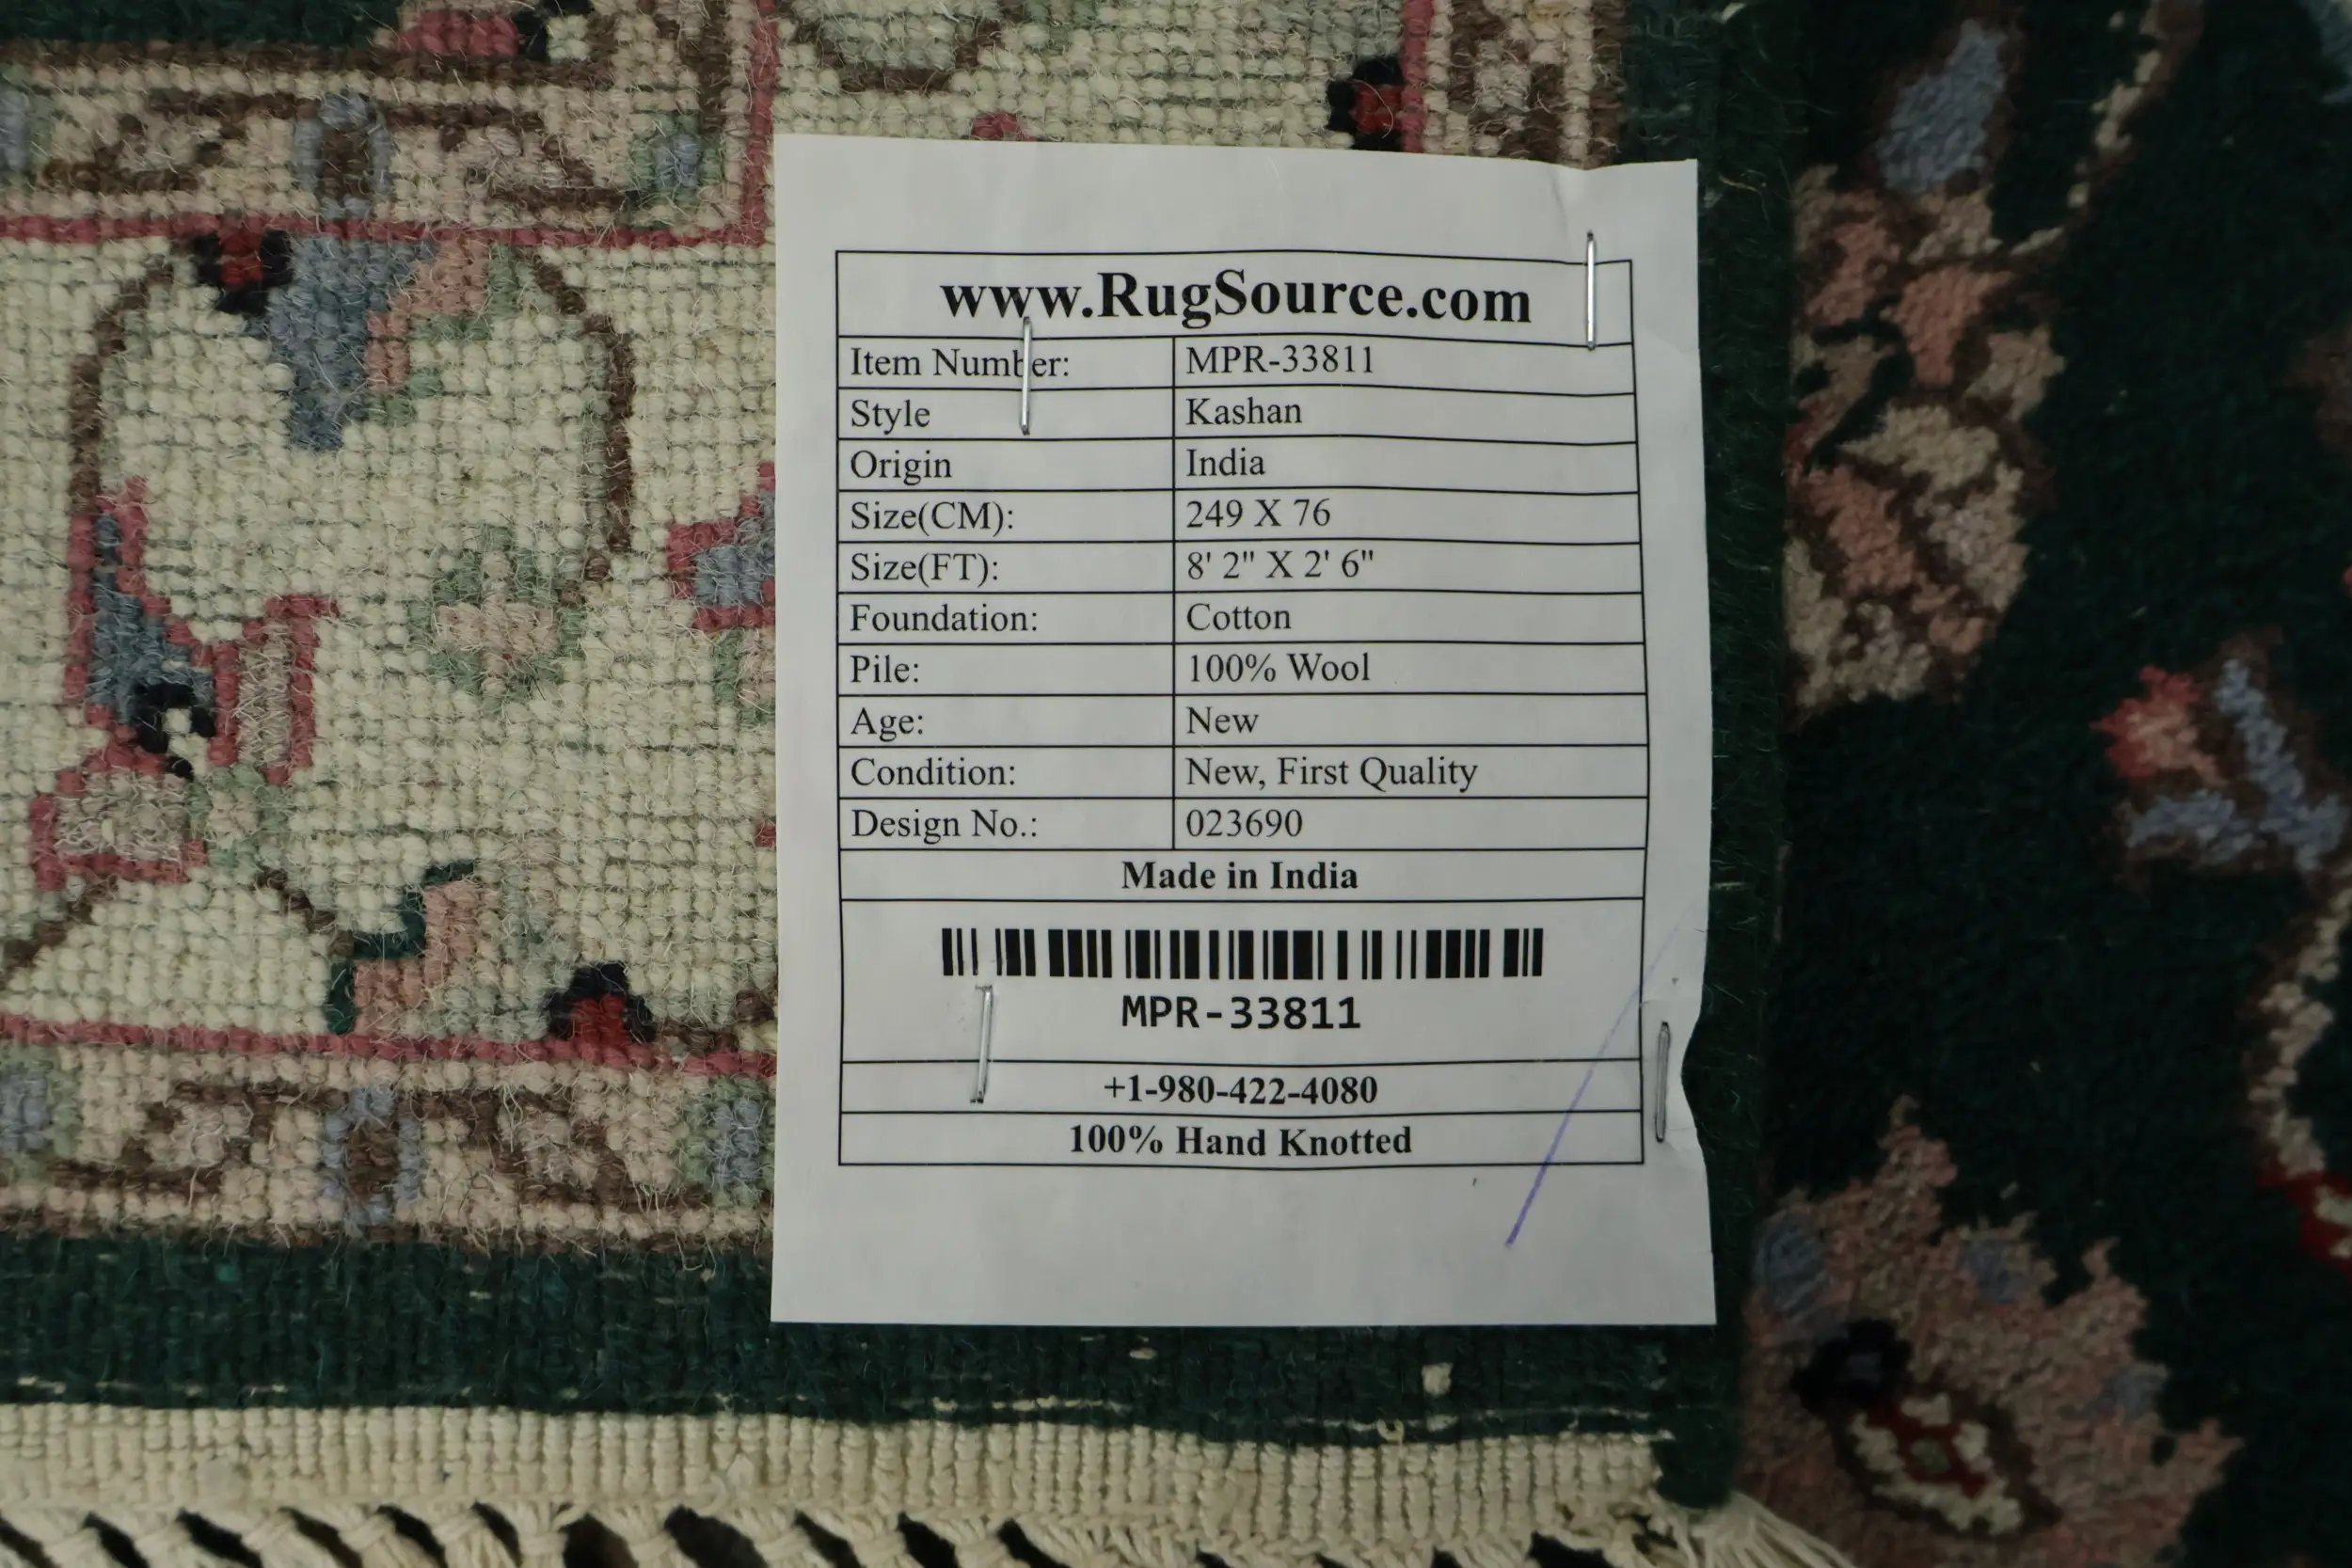 www.RugSource.com
Item Number: MPR-33811
Style Kashan
Origin India
Size(CM): 249 X 76
Size(FT): 8' 2" X 2' 6"
Foundation: Cotton
Pile: 100% Wool
Age: New
Condition: New, First Quality
Design No.: 023690
Made in India
MPR-33811
+1-980-422-4080
100% Hand Knotted